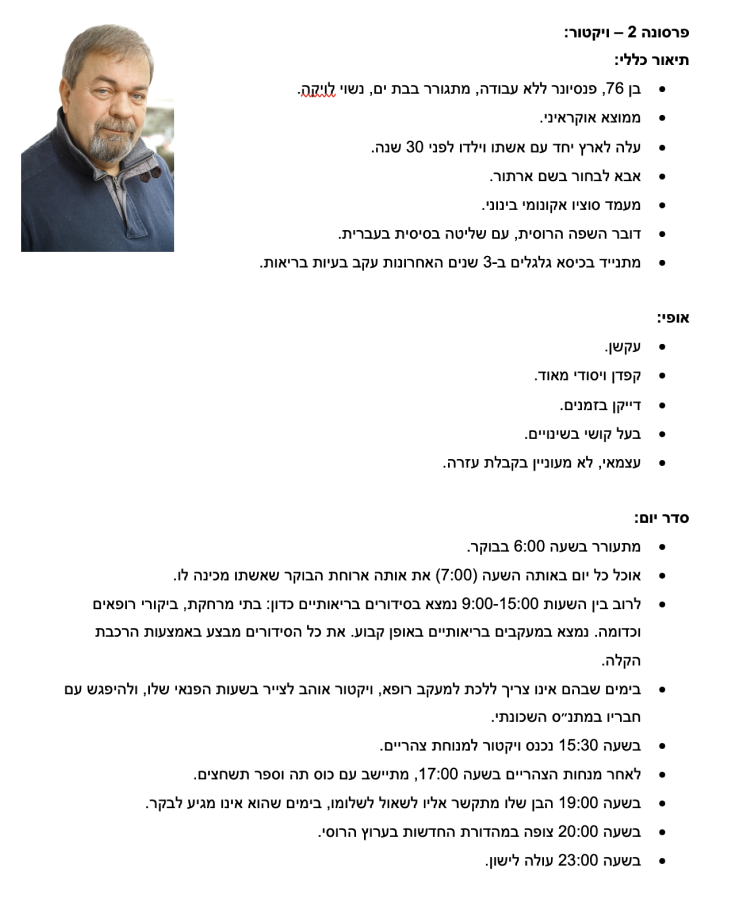 פרסונה 2 – ויקטור:
תיאור כללי:
• בן 76, פנסיונר ללא עבודה, מתגורר בבת ים, נשוי לויקה.
• ממוצא אוקראיני.
• עלה לארץ יחד עם אשתו וילדו לפני 30 שנה.
• אבא לבחור בשם ארתור.
• מעמד סוציו אקונומי בינוני.
• דובר השפה הרוסית, עם שליטה בסיסית בעברית.
• מתנייד בכיסא גלגלים ב-3 שנים האחרונות עקב בעיות בריאות.
אופי:
• עקשן.
• קפדן ויסודי מאוד.
• דייקן בזמנים.
• בעל קושי בשינויים.
• עצמאי, לא מעוניין בקבלת עזרה.
סדר יום:
• מתעורר בשעה 6:00 בבוקר.
• אוכל כל יום באותה השעה (7:00) את אותה ארוחת הבוקר שאשתו מכינה לו.
• לרוב בין השעות 9:00-15:00 נמצא בסידורים בריאותיים כדון: בתי מרחקת, ביקורי רופאים
וכדומה. נמצא במעקבים בריאותיים באופן קבוע. את כל הסידורים מבצע באמצעות הרכבת
הקלה.
• בימים שבהם אינו צריך ללכת למעקב רופא, ויקטור אוהב לצייר בשעות הפנאי שלו, ולהיפגש עם
חבריו במתנ״ס השכונתי.
• בשעה 15:30 נכנס ויקטור למנוחת צהריים.
• לאחר מנחות הצהריים בשעה 17:00, מתיישב עם כוס תה וספר תשחצים.
• בשעה 19:00 הבן שלו מתקשר אליו לשאול לשלומו, בימים שהוא אינו מגיע לבקר.
• בשעה 20:00 צופה במהדורת החדשות בערוץ הרוסי.
• בשעה 23:00 עולה לישון.